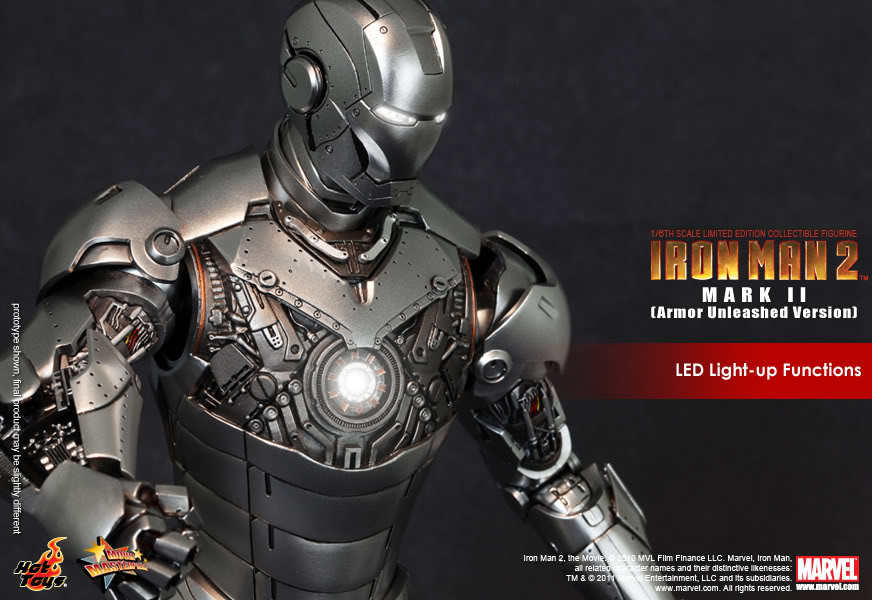 1/6TH SCALE LIMITED EDITION COLLECTIBLE FIGURINE
IRON MAN 2 ™
MARK II
(Armor Unleashed Version)
LED Light-up Functions
prototype shown, final product may be slightly different
Hot Toys
Movie Masterpiece
Iron Man 2, the Movie: © 2010 MVL Film Finance LLC. Marvel, Iron Man,
all related character names and their distinctive likenesses:
TM & © 2011 Marvel Entertainment, LLC and its subsidiaries.
www.marvel.com. All rights reserved.
MARVEL
www.marvel.com